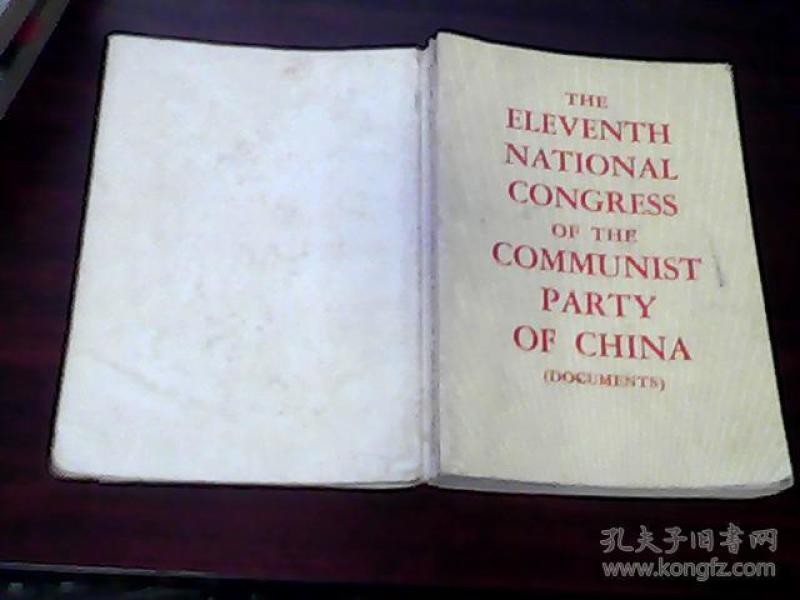 THE
ELEVENTH
NATIONAL
CONGRESS
OF THE
COMMUNIST
PARTY
OF CHINA
(DOCUMENTS)
孔夫子旧书网
www.kongfz.com